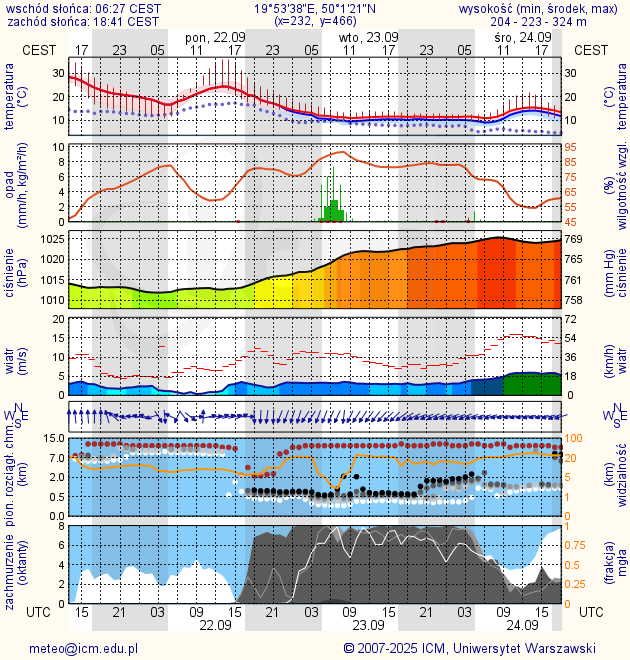 wschód słońca: 06:27 CEST 19°53'38"E, 50°1'21"N wysokość (min, środek, max)
zachód słońca: 18:41 CEST (x=232, y=466) 204 - 223 - 324 m
pon, 22.09 wto, 23.09 śro, 24.09
CEST 17 23 05 11 17 23 05 11 17 23 05 11 17 CEST
temperatura (°C) 30 20 10 30 20 10 temperatura (°C)
opad (mm/h, kg/m²/h) 10 8 6 4 2 0 95 85 75 65 55 45 (%) wilgotność wzgl.
ciśnienie (hPa) 1025 1020 1015 1010 769 765 761 758 (mm Hg) ciśnienie
wiatr (m/s) 20 15 10 5 0 72 54 36 18 0 (km/h) wiatr
N W E S N W E S
pion. rozciągł. chm. (km) 15.0 7.0 2.0 0.5 0.0 100 20 5 1 0 (km) widzialność
zachmurzenie (oktanty) 8 6 4 2 0 1 0.75 0.5 0.25 0 (frakcja) mgła
UTC 15 21 03 09 15 21 03 09 15 21 03 09 15 UTC
22.09 23.09 24.09
meteo@icm.edu.pl © 2007-2025 ICM, Uniwersytet Warszawski